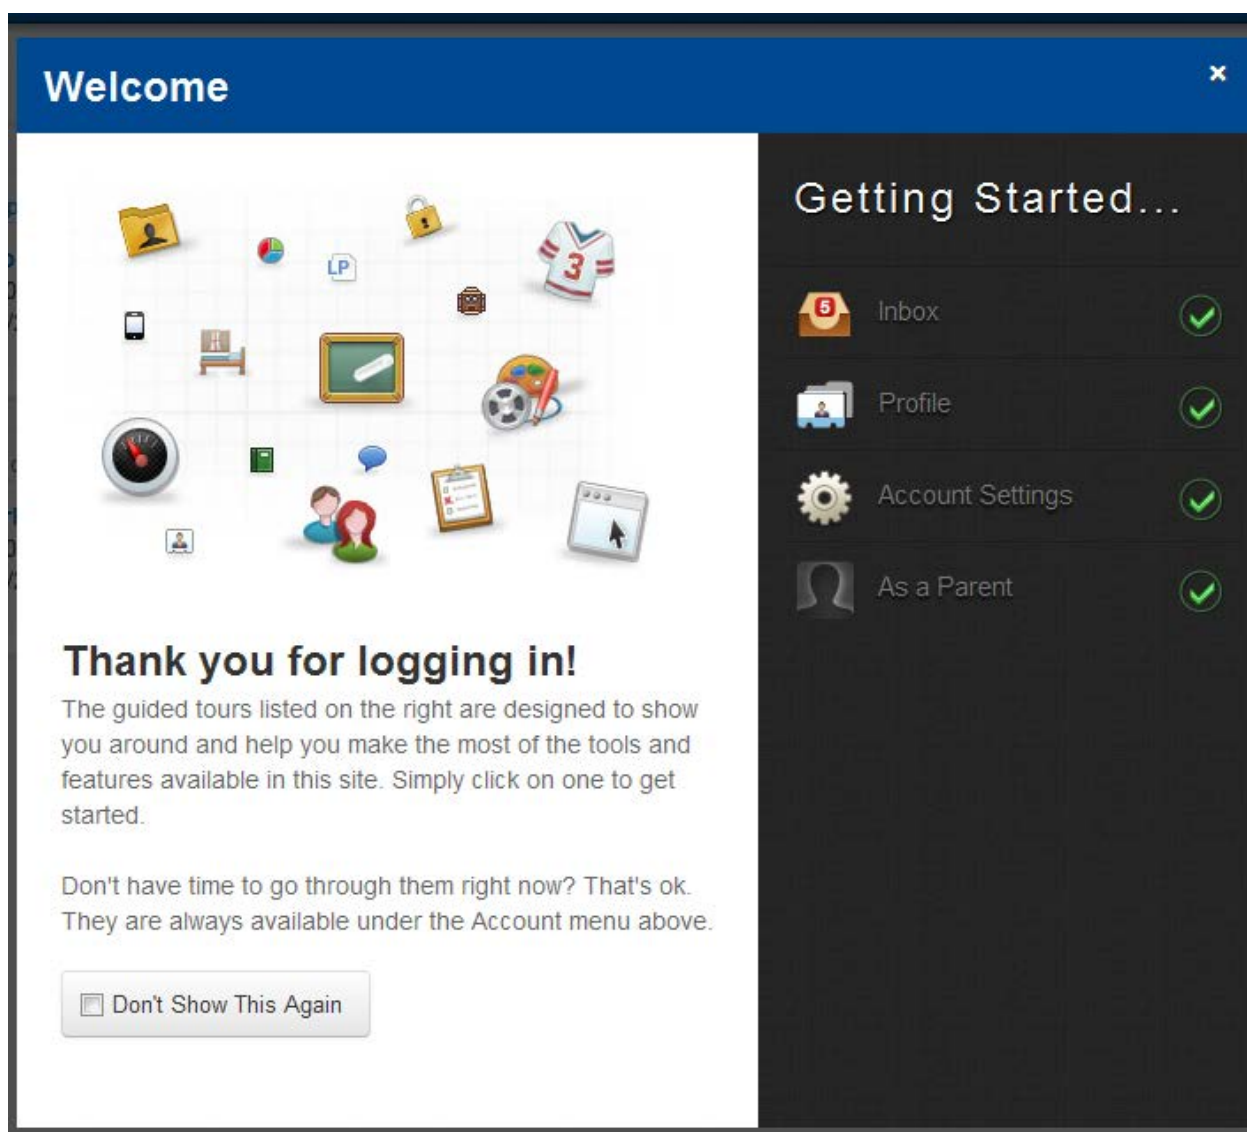 Welcome
×
LP
3
Thank you for logging in!
The guided tours listed on the right are designed to show
you around and help you make the most of the tools and
features available in this site. Simply click on one to get
started.
Don't have time to go through them right now? That's ok.
They are always available under the Account menu above.
Don't Show This Again
Getting Started...
5
Inbox
Profile
Account Settings
As a Parent